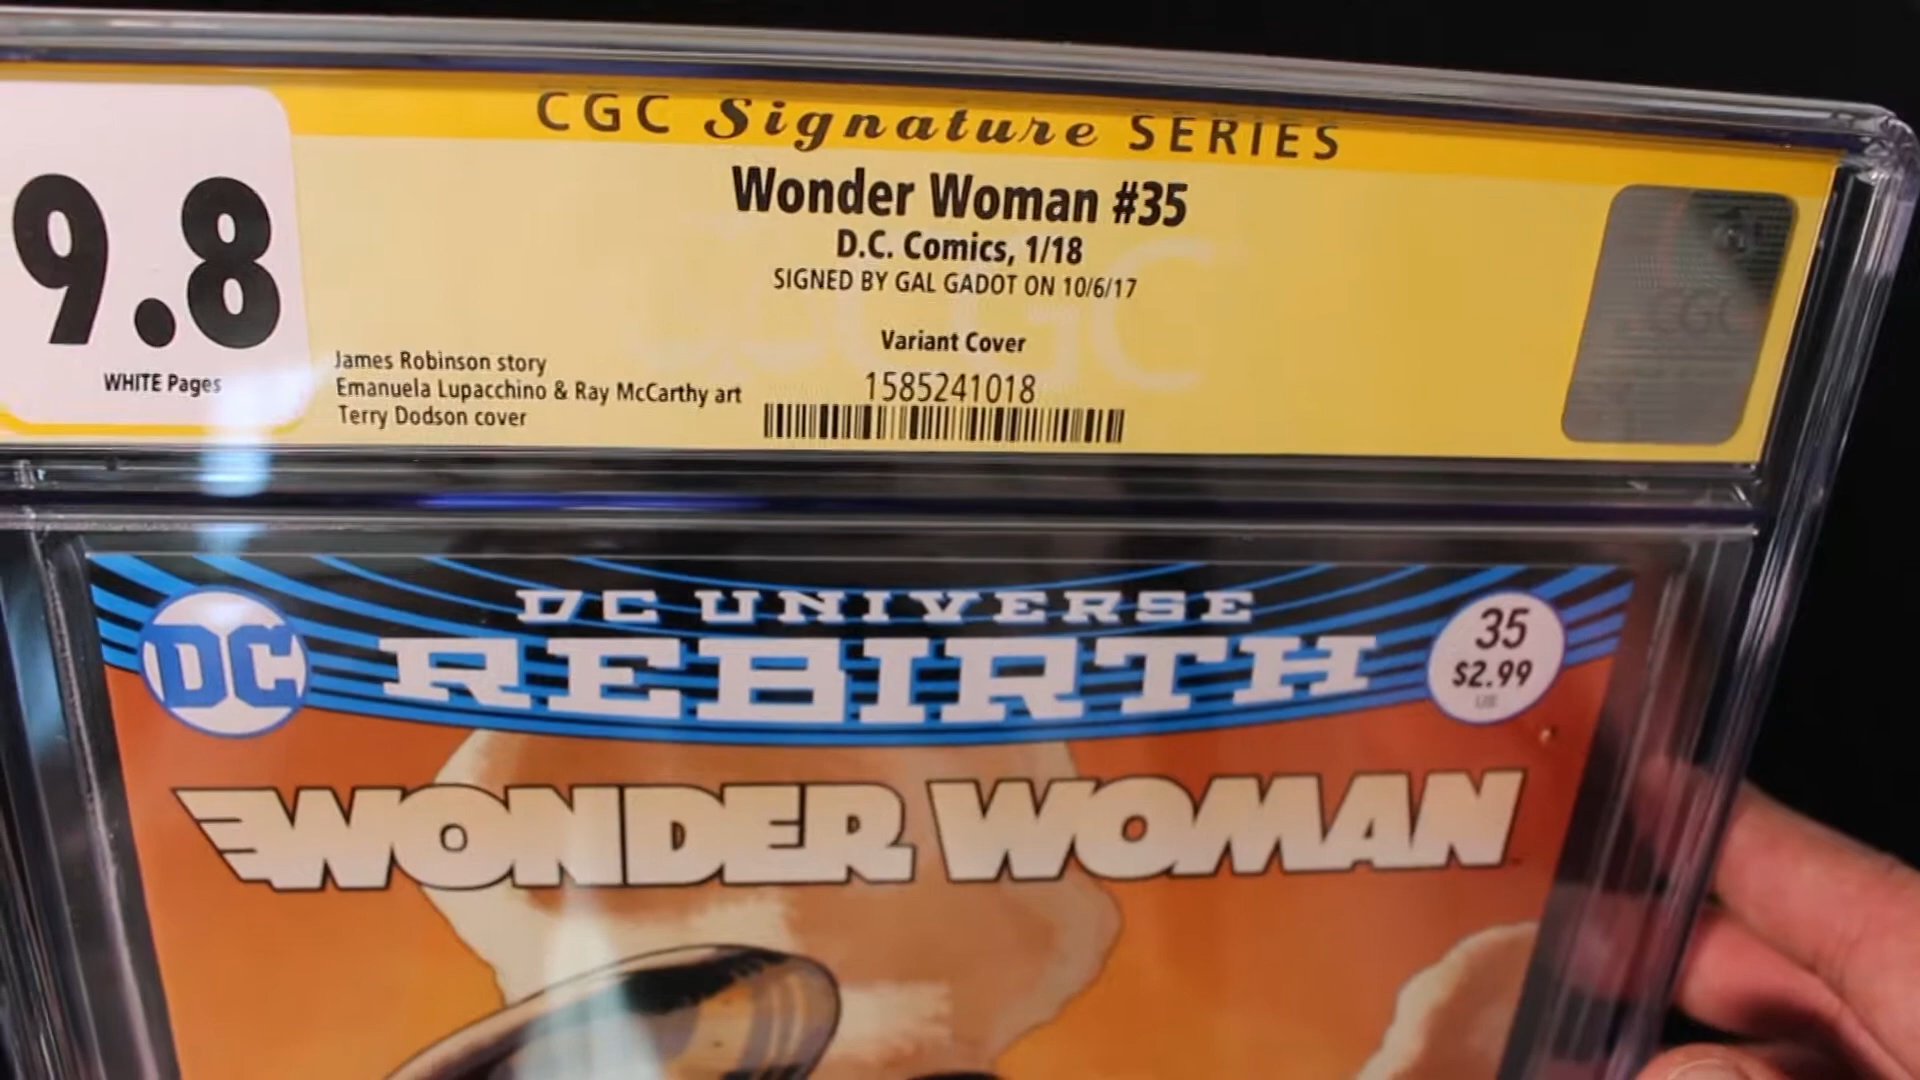 CGC Signature SERIES
Wonder Woman #35
D.C. Comics, 1/18
SIGNED BY GAL GADOT ON 10/6/17
9.8
WHITE Pages
James Robinson story
Emanuela Lupacchino & Ray McCarthy art
Terry Dodson cover
Variant Cover
1585241018
CGC
DC UNIVERSE
REBIRTH
DC
35
$2.99
US
WONDER WOMAN